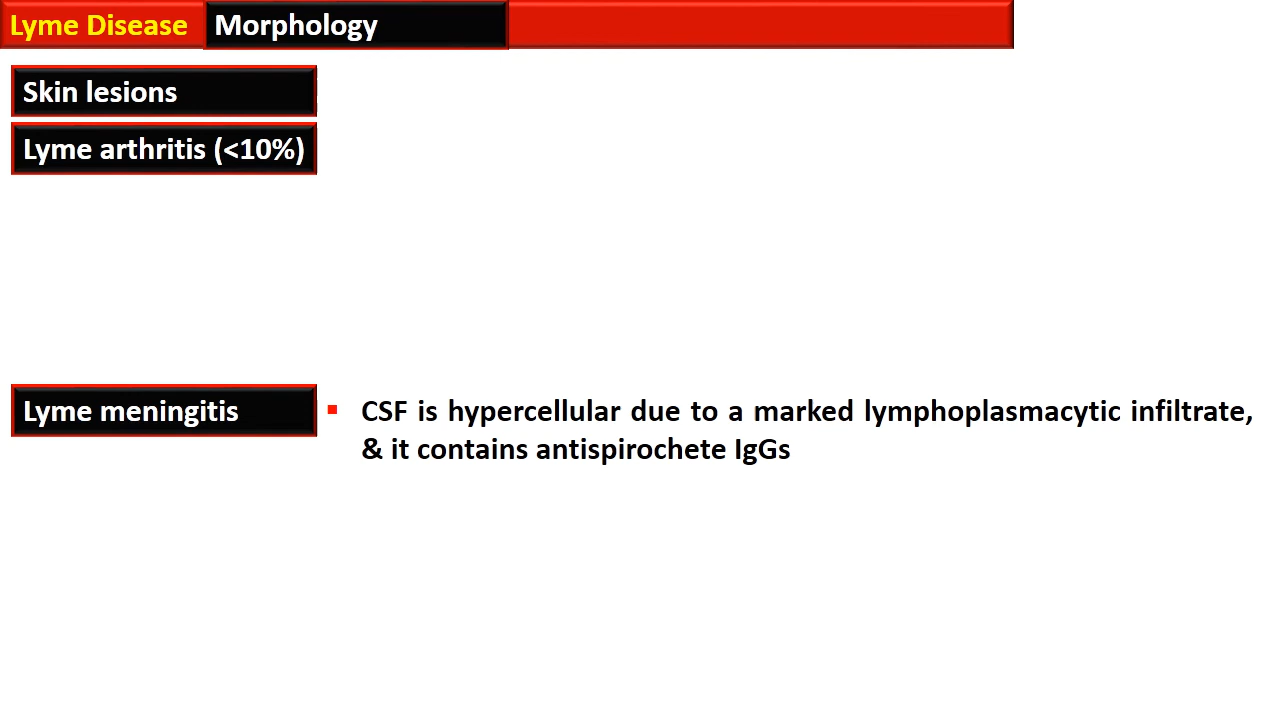 Lyme Disease Morphology
Skin lesions
Lyme arthritis (<10%)
Lyme meningitis ▪ CSF is hypercellular due to a marked lymphoplasmacytic infiltrate,
& it contains antispirochete IgGs